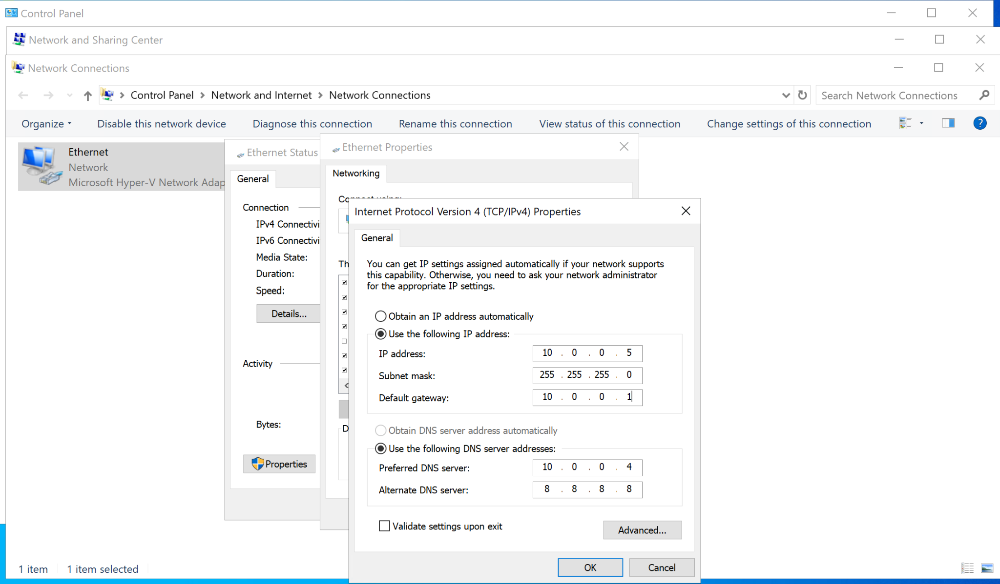 Control Panel
Network and Sharing Center
Network Connections
Control Panel > Network and Internet > Network Connections
Search Network Connections
Organize Disable this network device Diagnose this connection Rename this connection View status of this connection Change settings of this connection
Ethernet
Network
Microsoft Hyper-V Network Adap
Ethernet Status
General
Connection
IPv4 Connectivi
IPv6 Connectivi
Media State:
Duration:
Speed:
Details...
Activity
Bytes:
Properties
Ethernet Properties
Networking
Connect using:
Th
D
Internet Protocol Version 4 (TCP/IPv4) Properties
General
You can get IP settings assigned automatically if your network supports
this capability. Otherwise, you need to ask your network administrator
for the appropriate IP settings.
Obtain an IP address automatically
Use the following IP address:
IP address: 10 . 0 . 0 . 5
Subnet mask: 255 . 255 . 255 . 0
Default gateway: 10 . 0 . 0 . 1
Obtain DNS server address automatically
Use the following DNS server addresses:
Preferred DNS server: 10 . 0 . 0 . 4
Alternate DNS server: 8 . 8 . 8 . 8
Validate settings upon exit
Advanced...
OK Cancel
1 item 1 item selected